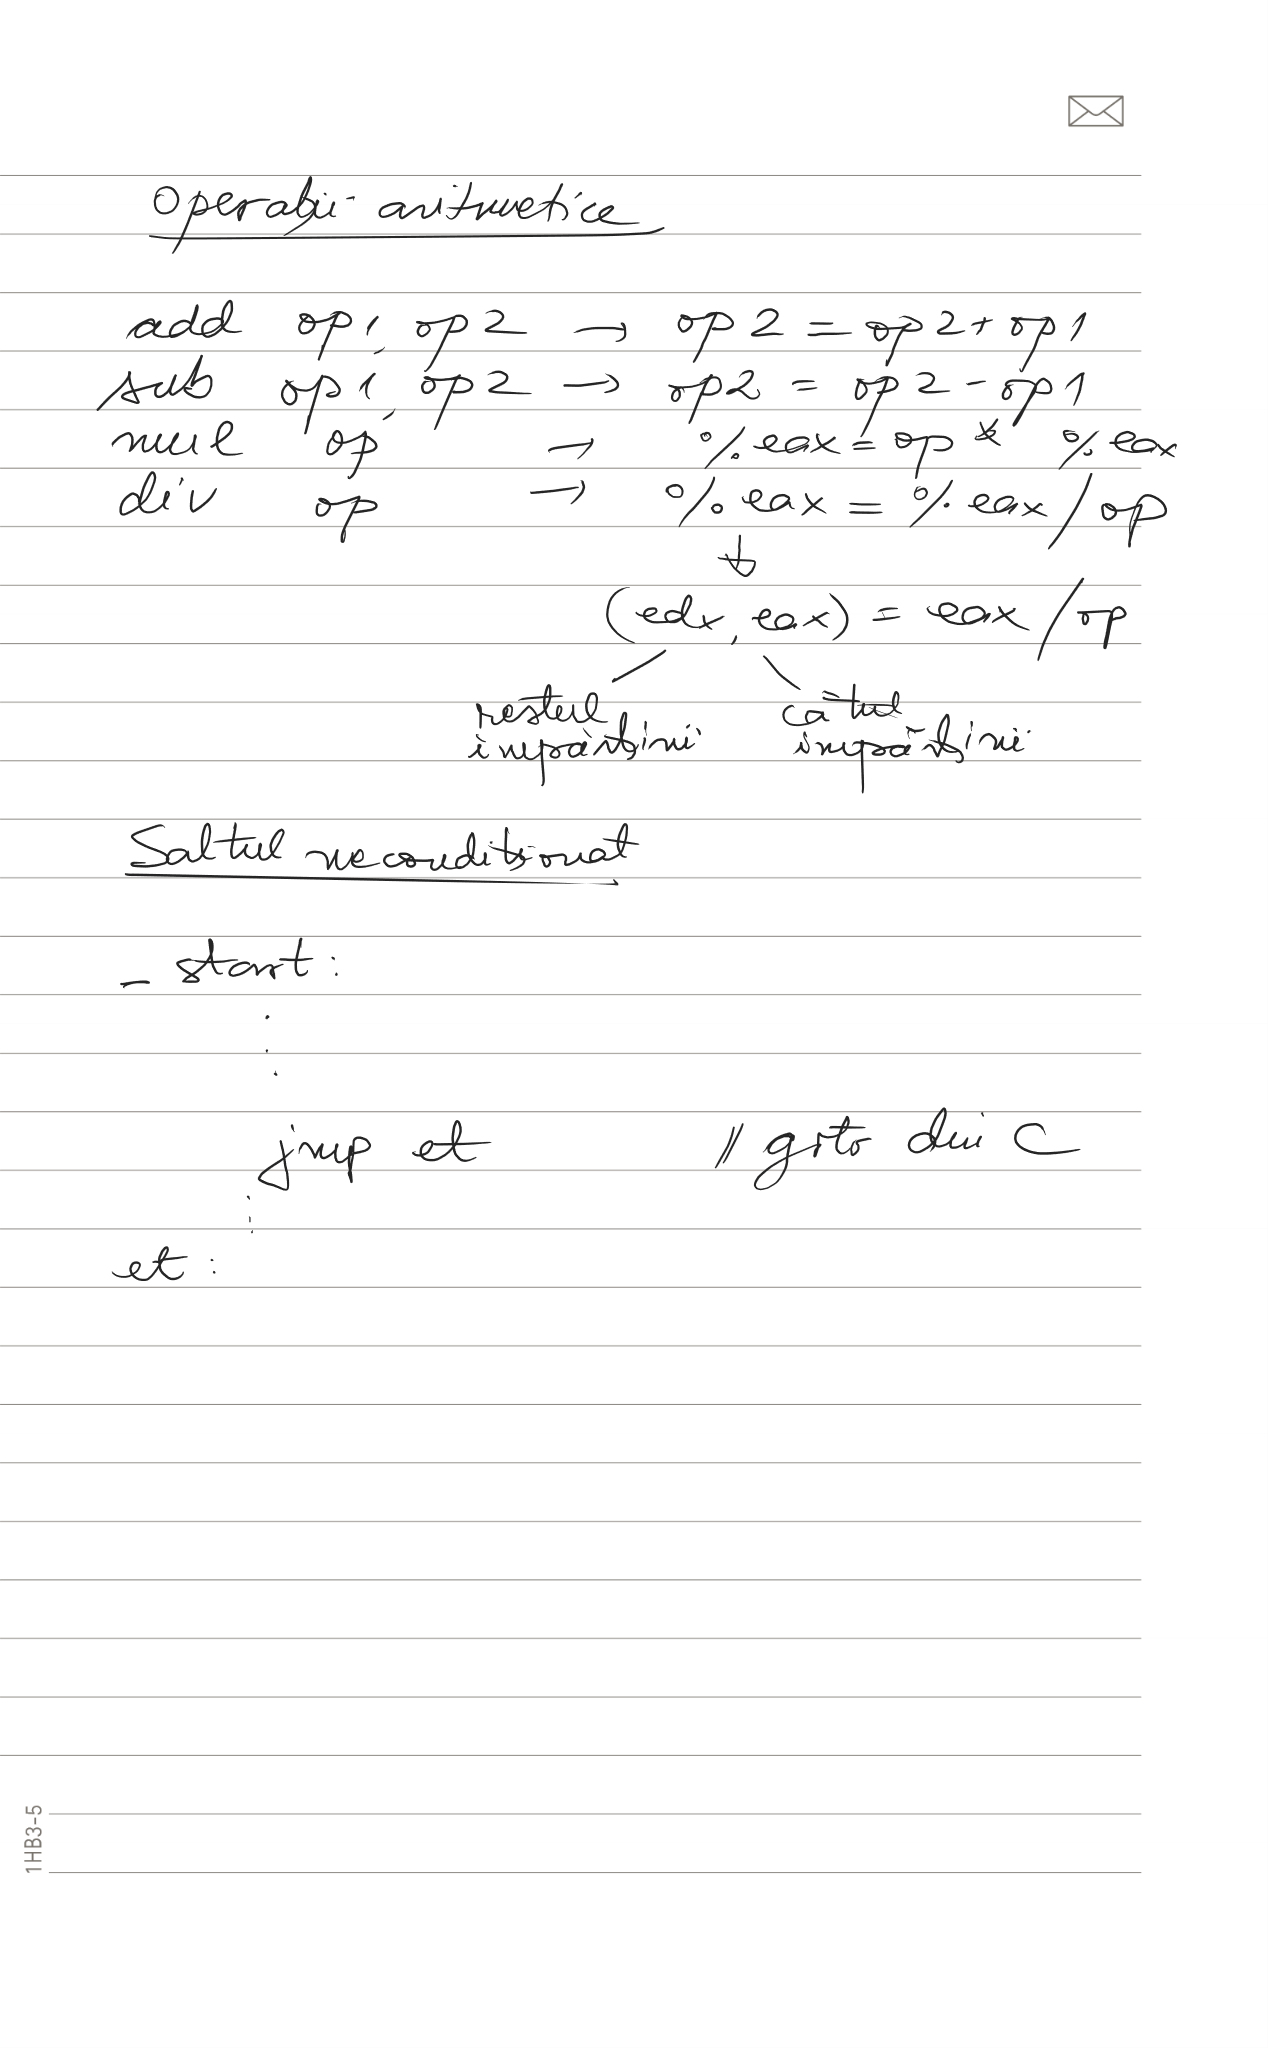 Operații aritmetice
add op1, op2 → op2 = op2 + op1
sub op1, op2 → op2 = op2 - op1
mul op → %eax = op * %eax
div op → %eax = %eax / op
↓
(edx, eax) = eax / op
restul câtul
împărțirii împărțirii
Saltul necondiționat
_start:
.
.
.
jmp et // goto din C
⋮
et:
1HB3-5